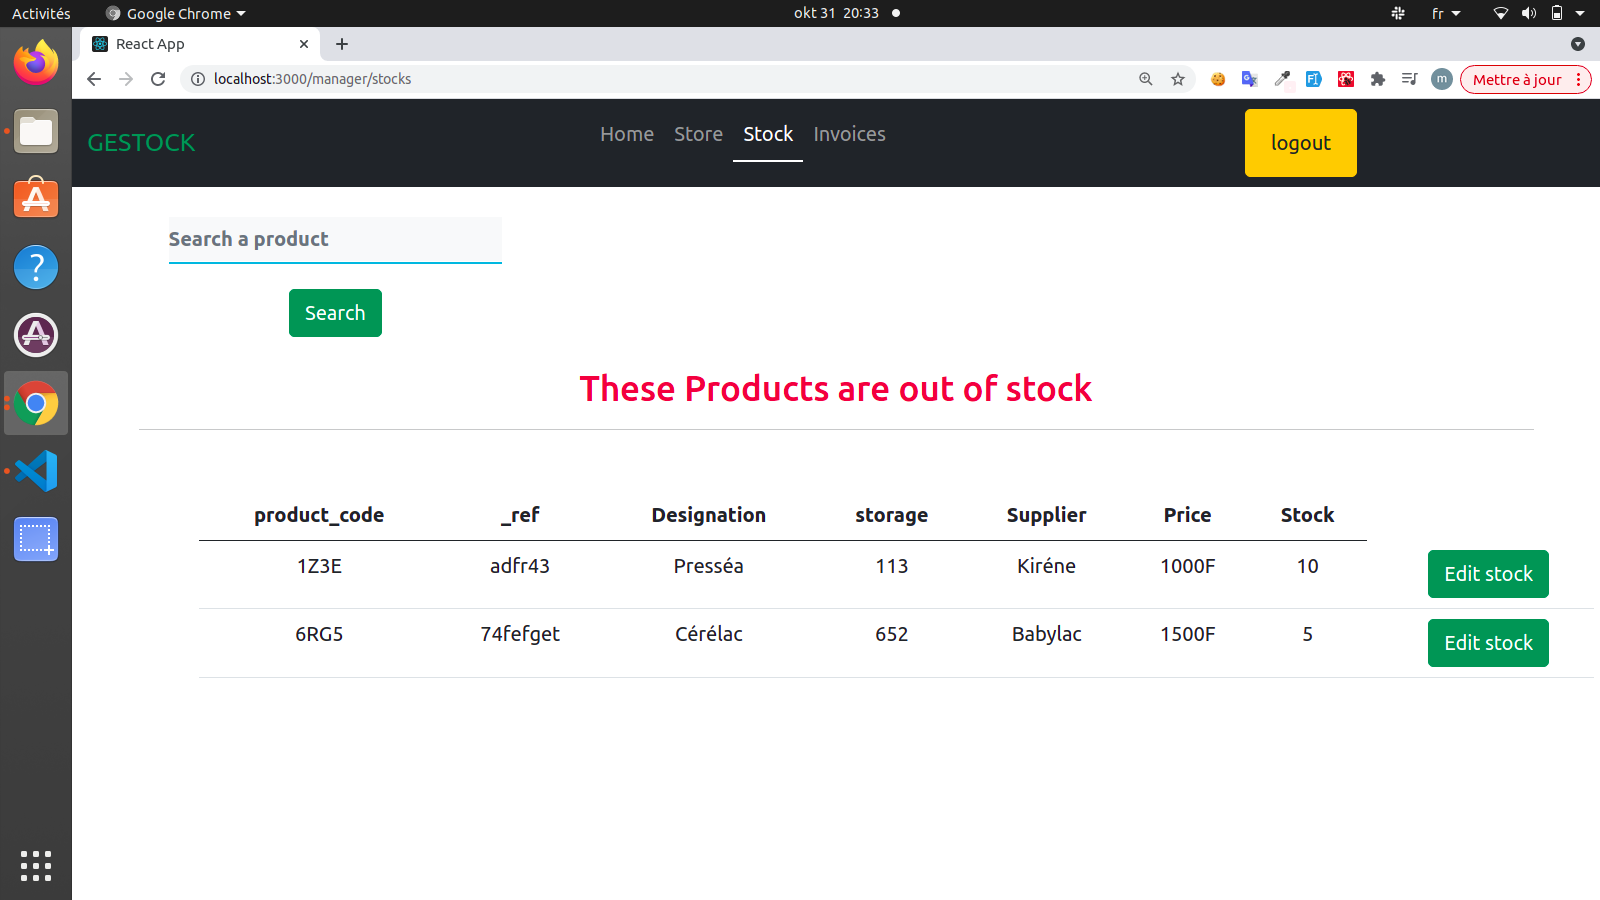 Activités Google Chrome okt 31 20:33 fr
React App
localhost:3000/manager/stocks m Mettre à jour
GESTOCK Home Store Stock Invoices logout
Search a product
Search
These Products are out of stock
product_code _ref Designation storage Supplier Price Stock
1Z3E adfr43 Presséa 113 Kiréne 1000F 10 Edit stock
6RG5 74fefget Cérélac 652 Babylac 1500F 5 Edit stock